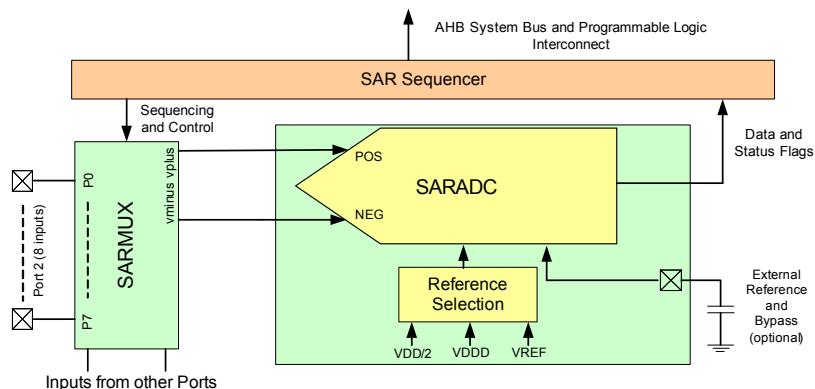 AHB System Bus and Programmable Logic
Interconnect
SAR Sequencer
Sequencing
and Control
Data and
Status Flags
vminus vplus
POS
NEG
SARADC
P0
Port 2 (8 inputs)
SARMUX
P7
Reference
Selection
External
Reference
and
Bypass
(optional)
VDD/2
VDDD
VREF
Inputs from other Ports